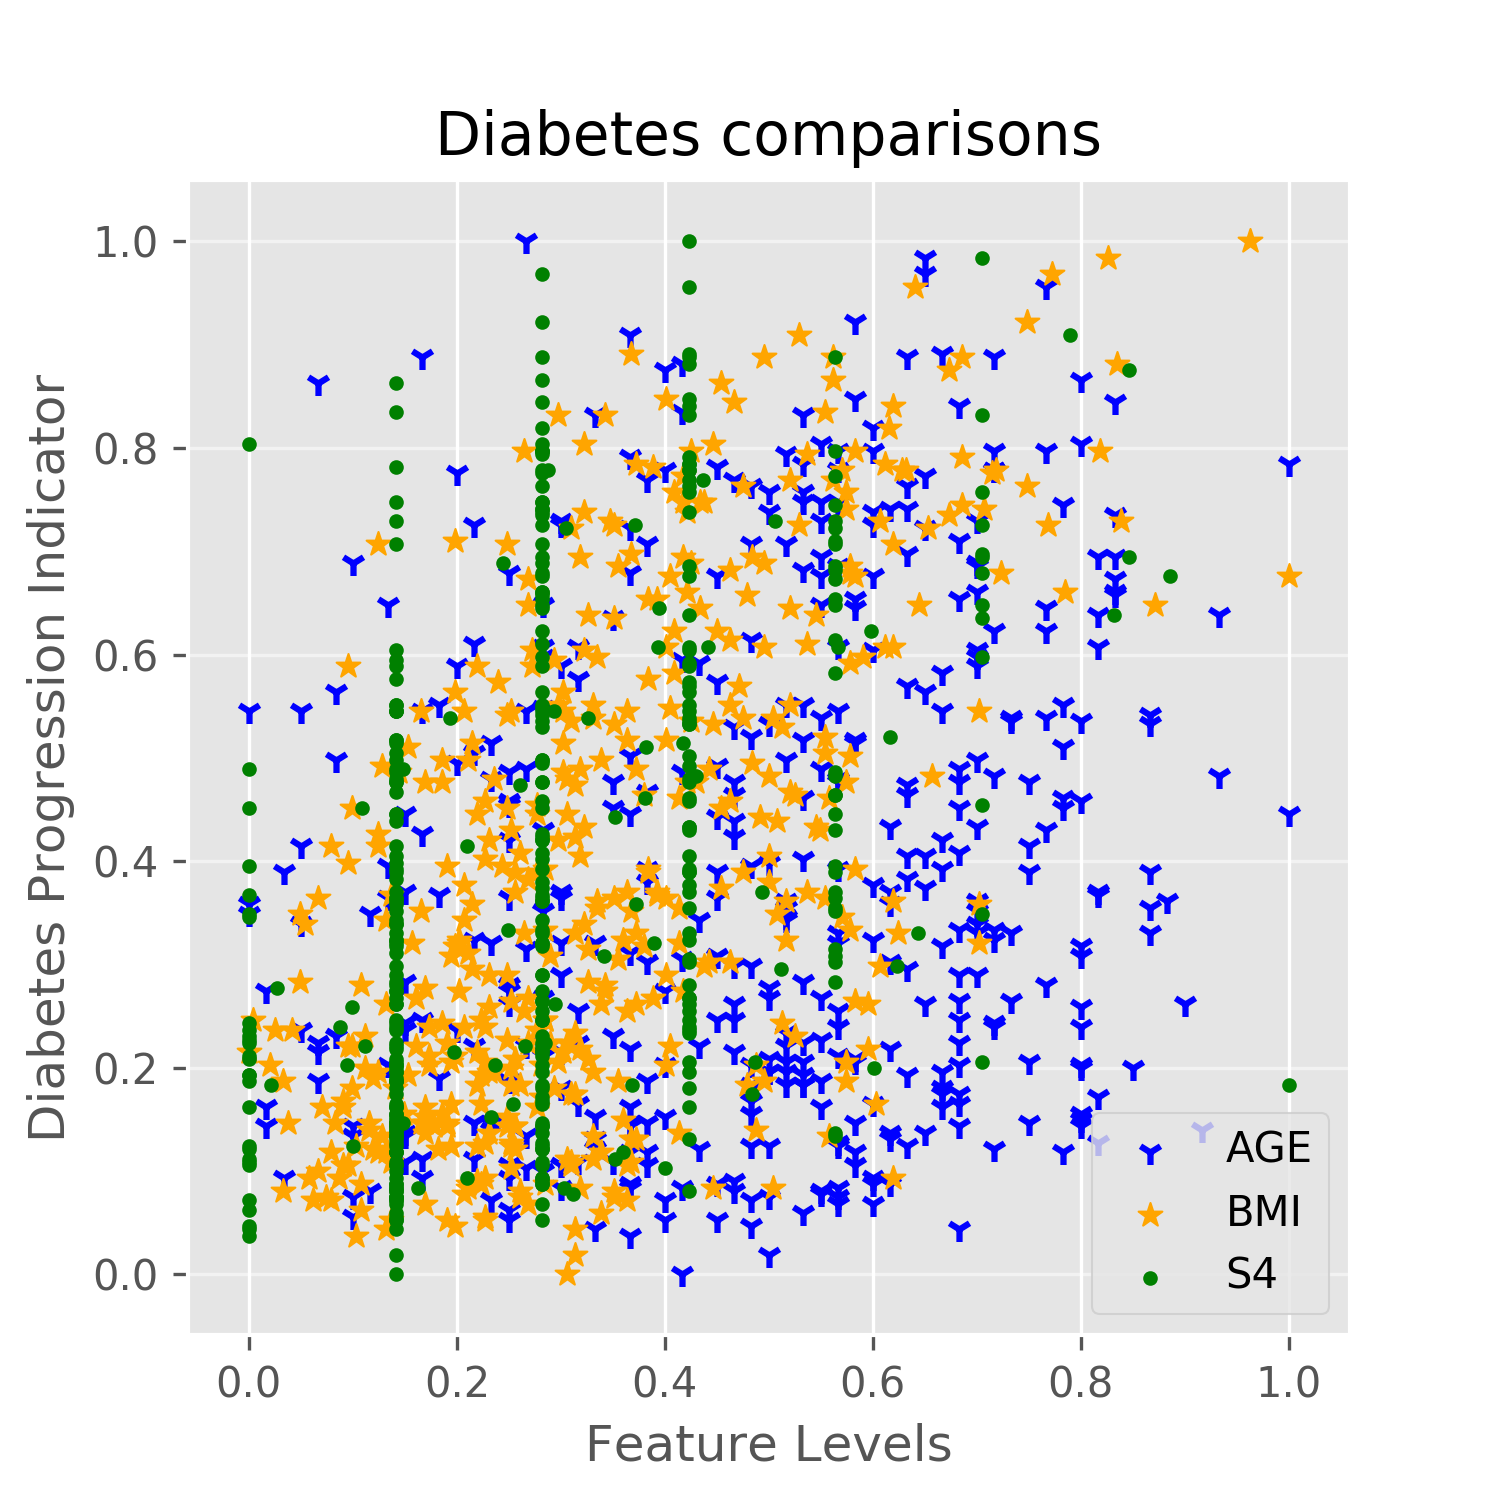 Diabetes comparisons
Diabetes Progression Indicator
1.0
0.8
0.6
0.4
0.2
0.0
AGE
BMI
S4
0.0 0.2 0.4 0.6 0.8 1.0
Feature Levels